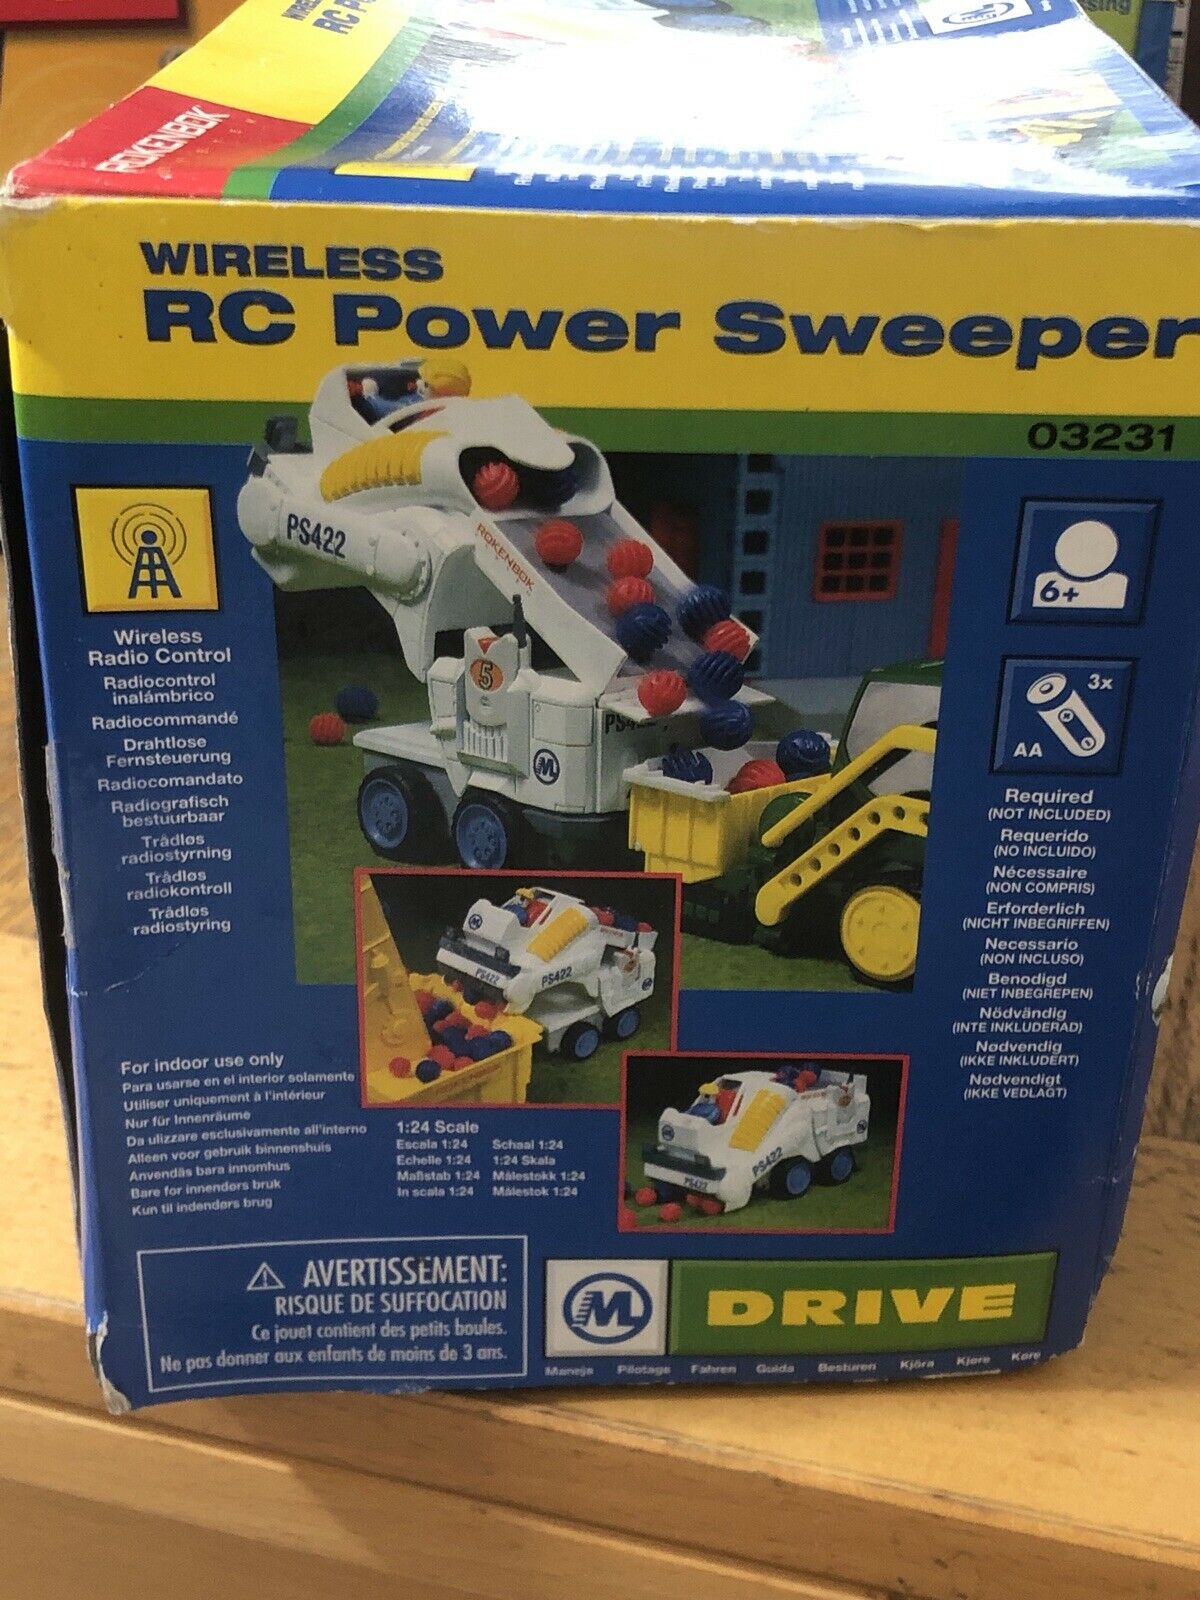 WIRELESS
RC
ROKENBOK
WIRELESS
RC Power Sweeper
03231
PS422
ROKENBOK
5
M
6+
3x
AA
Wireless
Radio Control
Radiocontrol
inalámbrico
Radiocommandé
Drahtlose
Fernsteuerung
Radiocomandato
Radiografisch
bestuurbaar
Trådløs
radiostyrning
Trådløs
radiokontroll
Trådløs
radiostyring
Required
(NOT INCLUDED)
Requerido
(NO INCLUIDO)
Nécessaire
(NON COMPRIS)
Erforderlich
(NICHT INBEGRIFFEN)
Necessario
(NON INCLUSO)
Benodigd
(NIET INBEGREPEN)
Nödvändig
(INTE INKLUDERAD)
Nødvendig
(IKKE INKLUDERT)
Nødvendigt
(IKKE VEDLAGT)
M
PS422
PS422
M
M
PS422
PS422
For indoor use only
Para usarse en el interior solamente
Utiliser uniquement à l'intérieur
Nur für Innenräume
Da ulizzare esclusivamente all'interno
Alleen voor gebruik binnenshuis
Användäs bara innomhus
Bare for innendørs bruk
Kun til indendørs brug
1:24 Scale
Escala 1:24 Schaal 1:24
Echelle 1:24 1:24 Skala
Maßstab 1:24 Målestokk 1:24
In scala 1:24 Målestok 1:24
AVERTISSEMENT:
RISQUE DE SUFFOCATION
Ce jouet contient des petits boules.
Ne pas donner aux enfants de moins de 3 ans.
M DRIVE
Maneja Pilotage Fahren Guida Besturen Kjöra Kjøre Køre